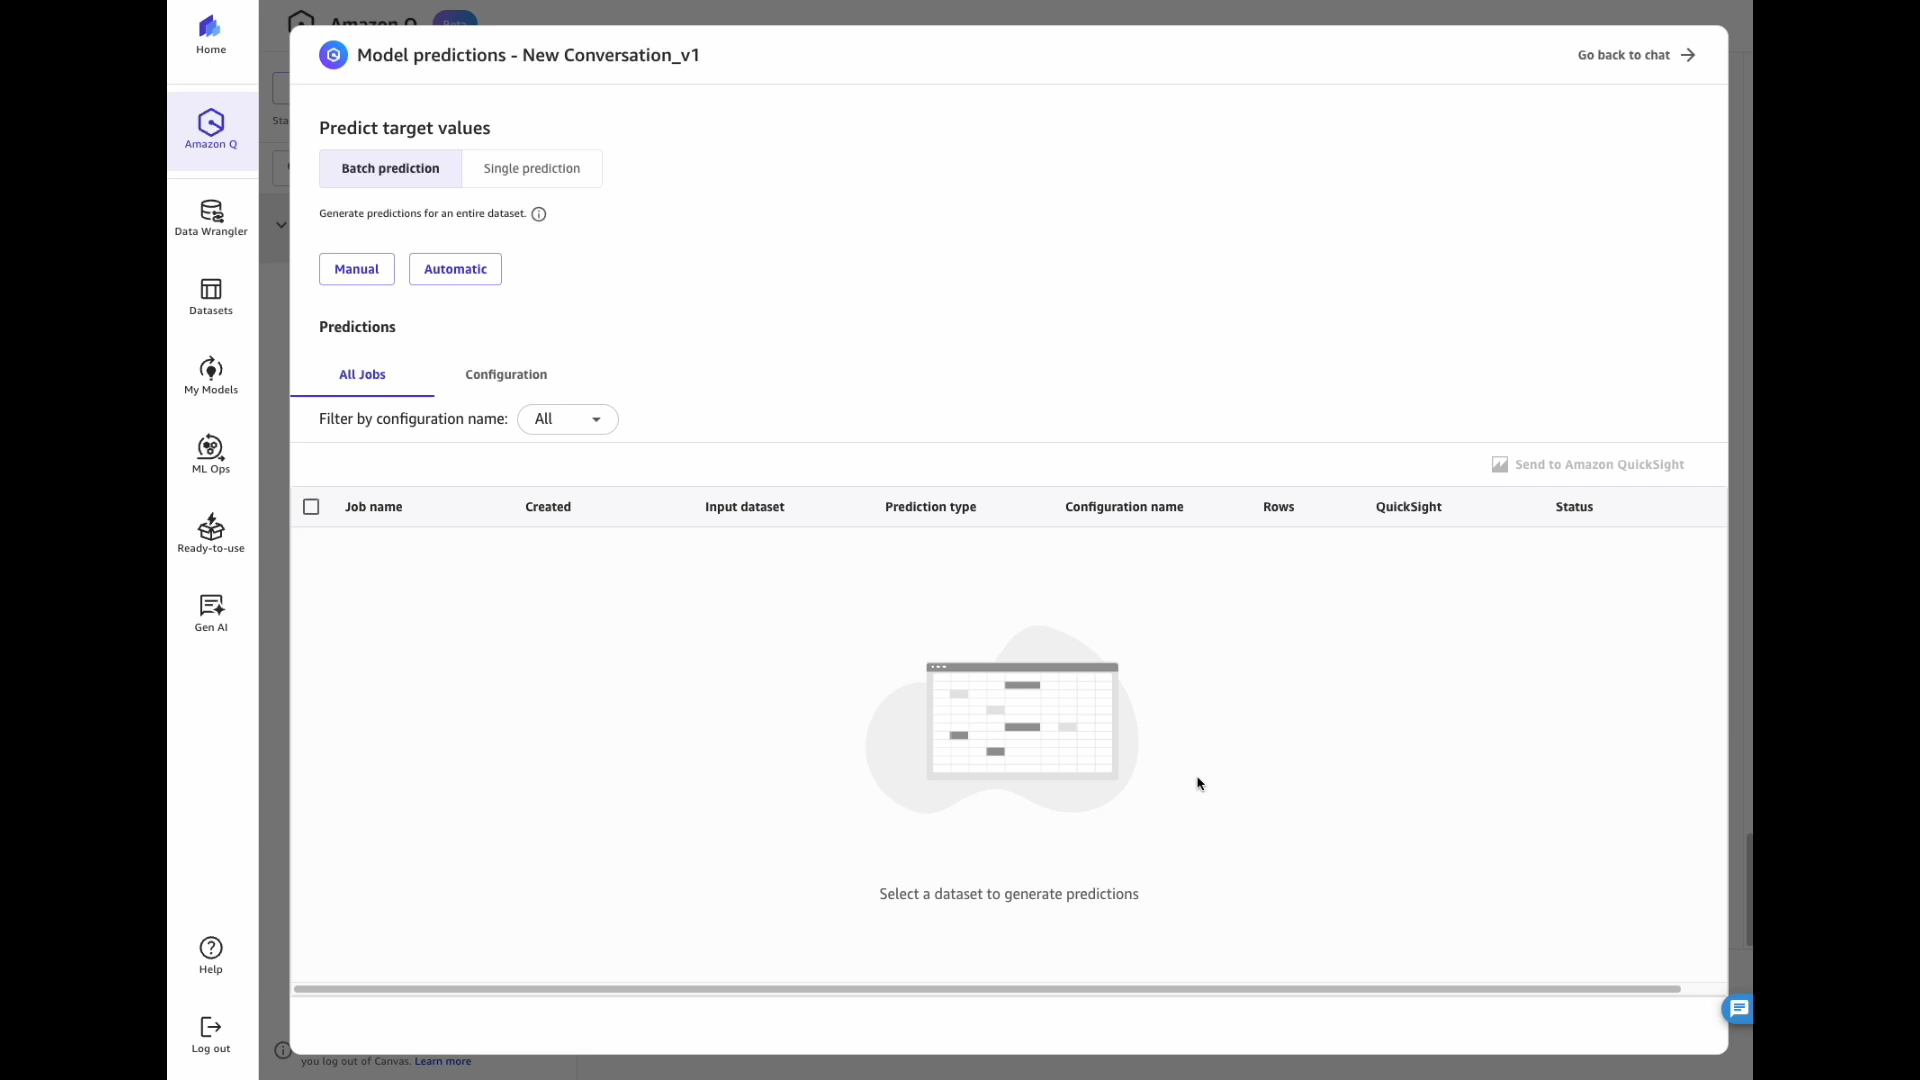 Home
Amazon Q
Data Wrangler
Datasets
My Models
ML Ops
Ready-to-use
Gen AI
Help
Log out
Amazon Q Beta
Sta
Model predictions - New Conversation_v1
Go back to chat
Predict target values
Batch prediction Single prediction
Generate predictions for an entire dataset.
Manual Automatic
Predictions
All Jobs Configuration
Filter by configuration name: All
Send to Amazon QuickSight
Job name Created Input dataset Prediction type Configuration name Rows QuickSight Status
Select a dataset to generate predictions
you log out of Canvas. Learn more